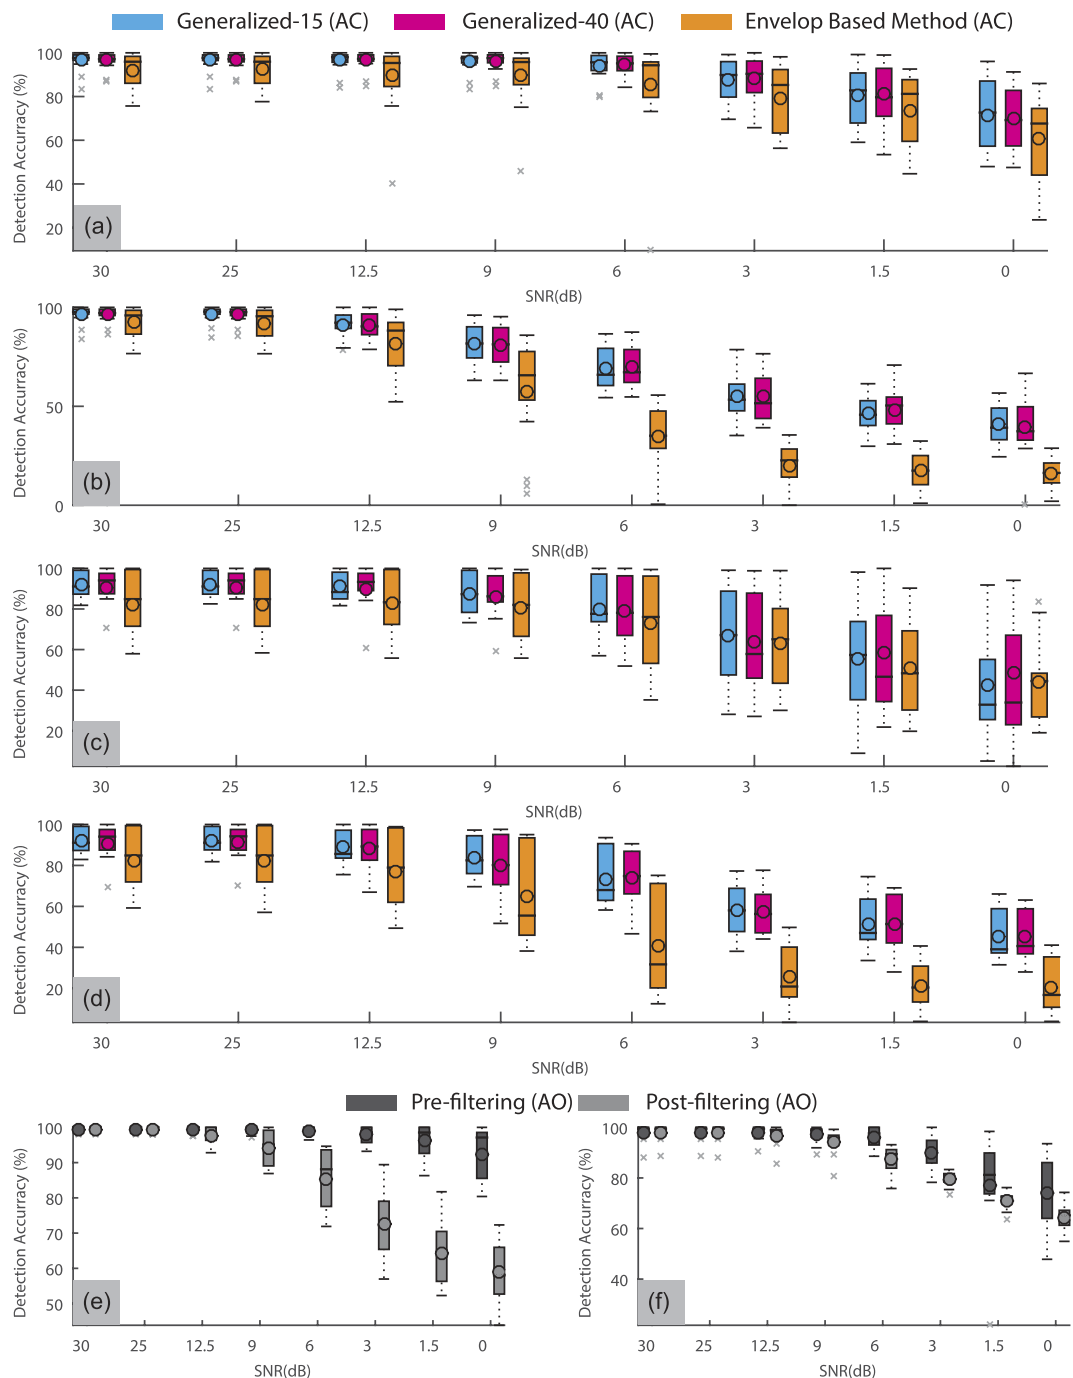 Generalized-15 (AC) Generalized-40 (AC) Envelop Based Method (AC)
Detection Accurracy (%)
100
80
60
40
20
(a)
30 25 12.5 9 6 3 1.5 0
SNR(dB)
Detection Accurracy (%)
100
50
0
(b)
30 25 12.5 9 6 3 1.5 0
SNR(dB)
Detection Accurracy (%)
100
80
60
40
20
(c)
30 25 12.5 9 6 3 1.5 0
SNR(dB)
Detection Accurracy (%)
100
80
60
40
20
(d)
30 25 12.5 9 6 3 1.5 0
SNR(dB)
Pre-filtering (AO) Post-filtering (AO)
Detection Accurracy (%)
100
90
80
70
60
50
(e)
30 25 12.5 9 6 3 1.5 0
SNR(dB)
Detection Accurracy (%)
100
80
60
40
(f)
30 25 12.5 9 6 3 1.5 0
SNR(dB)